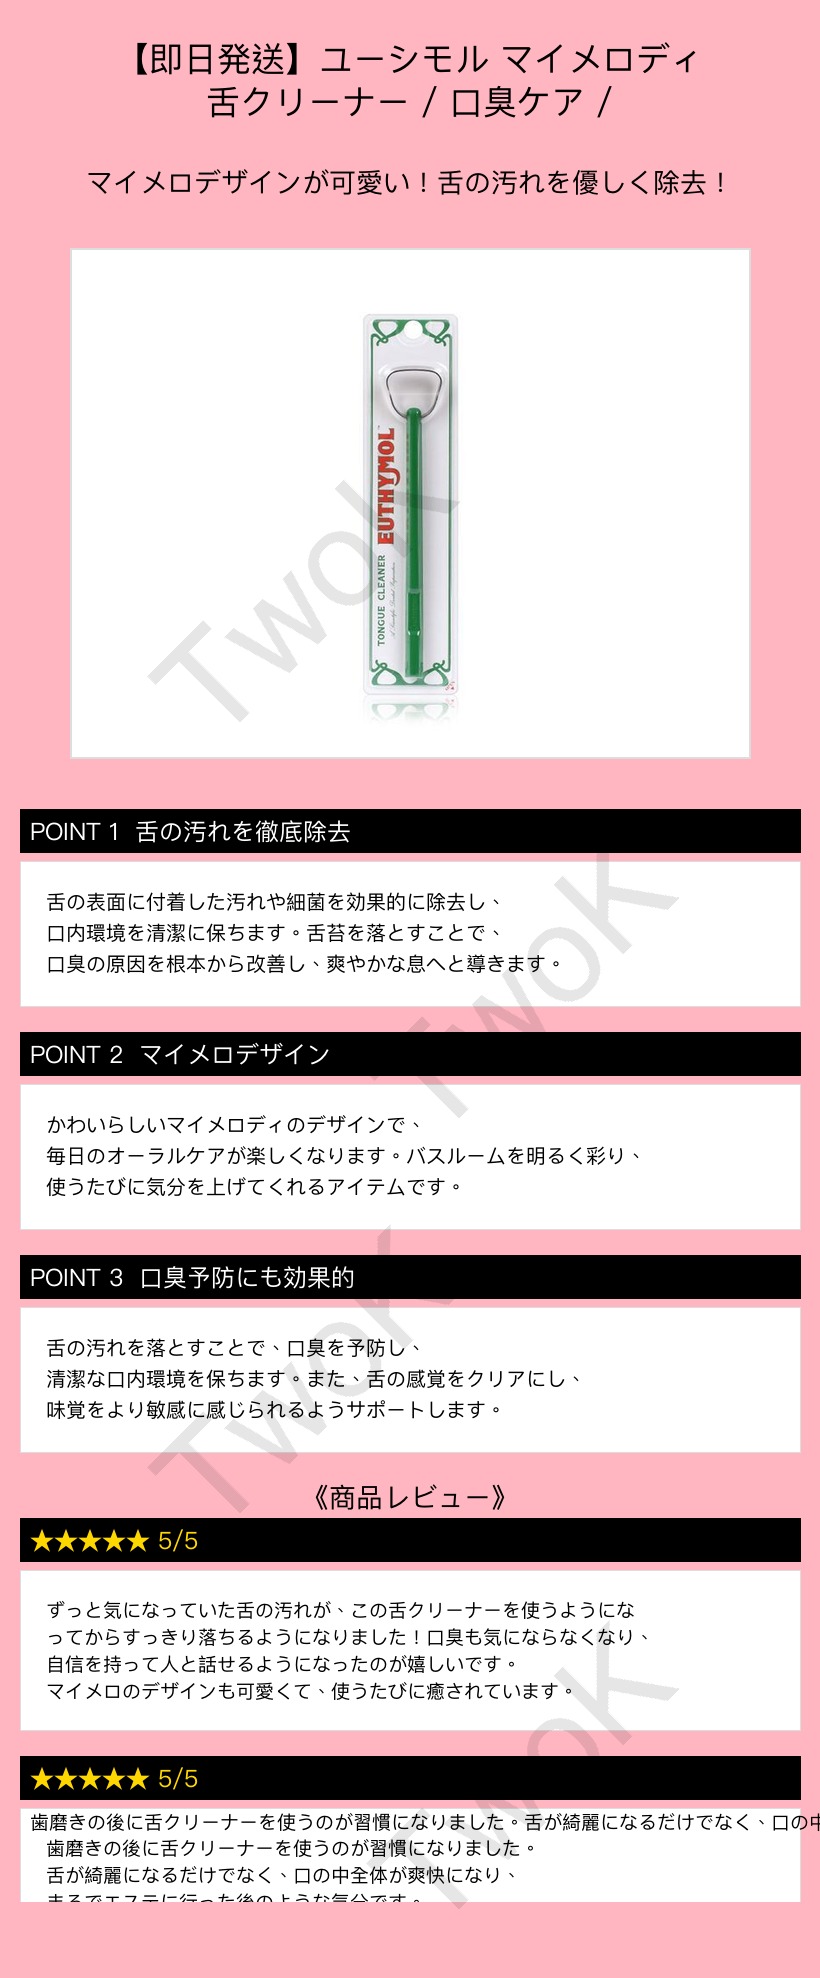 【即日発送】ユーシモル マイメロディ
舌クリーナー / 口臭ケア /
マイメロデザインが可愛い！舌の汚れを優しく除去！
EUTHYMOL
TONGUE CLEANER
TwoK
POINT 1 舌の汚れを徹底除去
舌の表面に付着した汚れや細菌を効果的に除去し、
口内環境を清潔に保ちます。舌苔を落とすことで、
口臭の原因を根本から改善し、爽やかな息へと導きます。
TwoK
POINT 2 マイメロデザイン
かわいらしいマイメロディのデザインで、
毎日のオーラルケアが楽しくなります。バスルームを明るく彩り、
使うたびに気分を上げてくれるアイテムです。
POINT 3 口臭予防にも効果的
舌の汚れを落とすことで、口臭を予防し、
清潔な口内環境を保ちます。また、舌の感覚をクリアにし、
味覚をより敏感に感じられるようサポートします。
TwoK
《商品レビュー》
★★★★★ 5/5
ずっと気になっていた舌の汚れが、この舌クリーナーを使うようにな
ってからすっきり落ちるようになりました！口臭も気にならなくなり、
自信を持って人と話せるようになったのが嬉しいです。
マイメロのデザインも可愛くて、使うたびに癒されています。
TwoK
★★★★★ 5/5
歯磨きの後に舌クリーナーを使うのが習慣になりました。舌が綺麗になるだけでなく、口の中
歯磨きの後に舌クリーナーを使うのが習慣になりました。
舌が綺麗になるだけでなく、口の中全体が爽快になり、
まるでエステに行った後のような気分です。